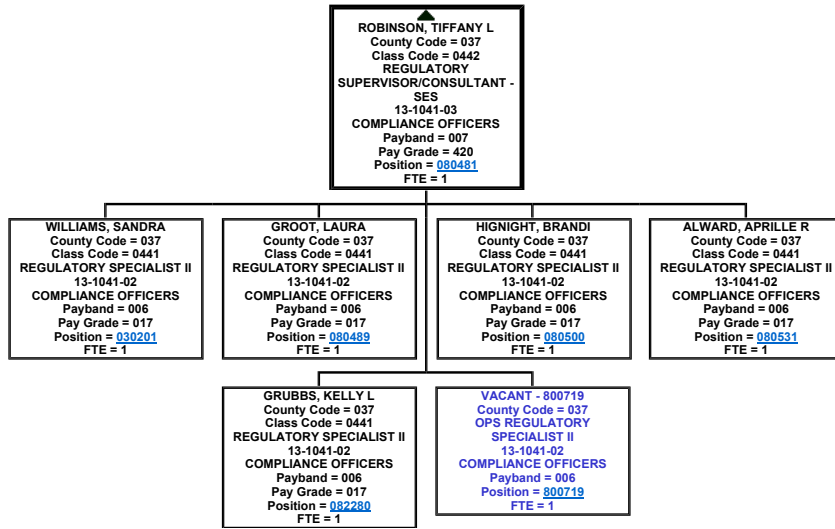 ROBINSON, TIFFANY L
County Code = 037
Class Code = 0442
REGULATORY
SUPERVISOR/CONSULTANT -
SES
13-1041-03
COMPLIANCE OFFICERS
Payband = 007
Pay Grade = 420
Position = 080481
FTE = 1
WILLIAMS, SANDRA
County Code = 037
Class Code = 0441
REGULATORY SPECIALIST II
13-1041-02
COMPLIANCE OFFICERS
Payband = 006
Pay Grade = 017
Position = 030201
FTE = 1
GROOT, LAURA
County Code = 037
Class Code = 0441
REGULATORY SPECIALIST II
13-1041-02
COMPLIANCE OFFICERS
Payband = 006
Pay Grade = 017
Position = 080489
FTE = 1
HIGNIGHT, BRANDI
County Code = 037
Class Code = 0441
REGULATORY SPECIALIST II
13-1041-02
COMPLIANCE OFFICERS
Payband = 006
Pay Grade = 017
Position = 080500
FTE = 1
ALWARD, APRILLE R
County Code = 037
Class Code = 0441
REGULATORY SPECIALIST II
13-1041-02
COMPLIANCE OFFICERS
Payband = 006
Pay Grade = 017
Position = 080531
FTE = 1
GRUBBS, KELLY L
County Code = 037
Class Code = 0441
REGULATORY SPECIALIST II
13-1041-02
COMPLIANCE OFFICERS
Payband = 006
Pay Grade = 017
Position = 082280
FTE = 1
VACANT - 800719
County Code = 037
OPS REGULATORY
SPECIALIST II
13-1041-02
COMPLIANCE OFFICERS
Payband = 006
Position = 800719
FTE = 1